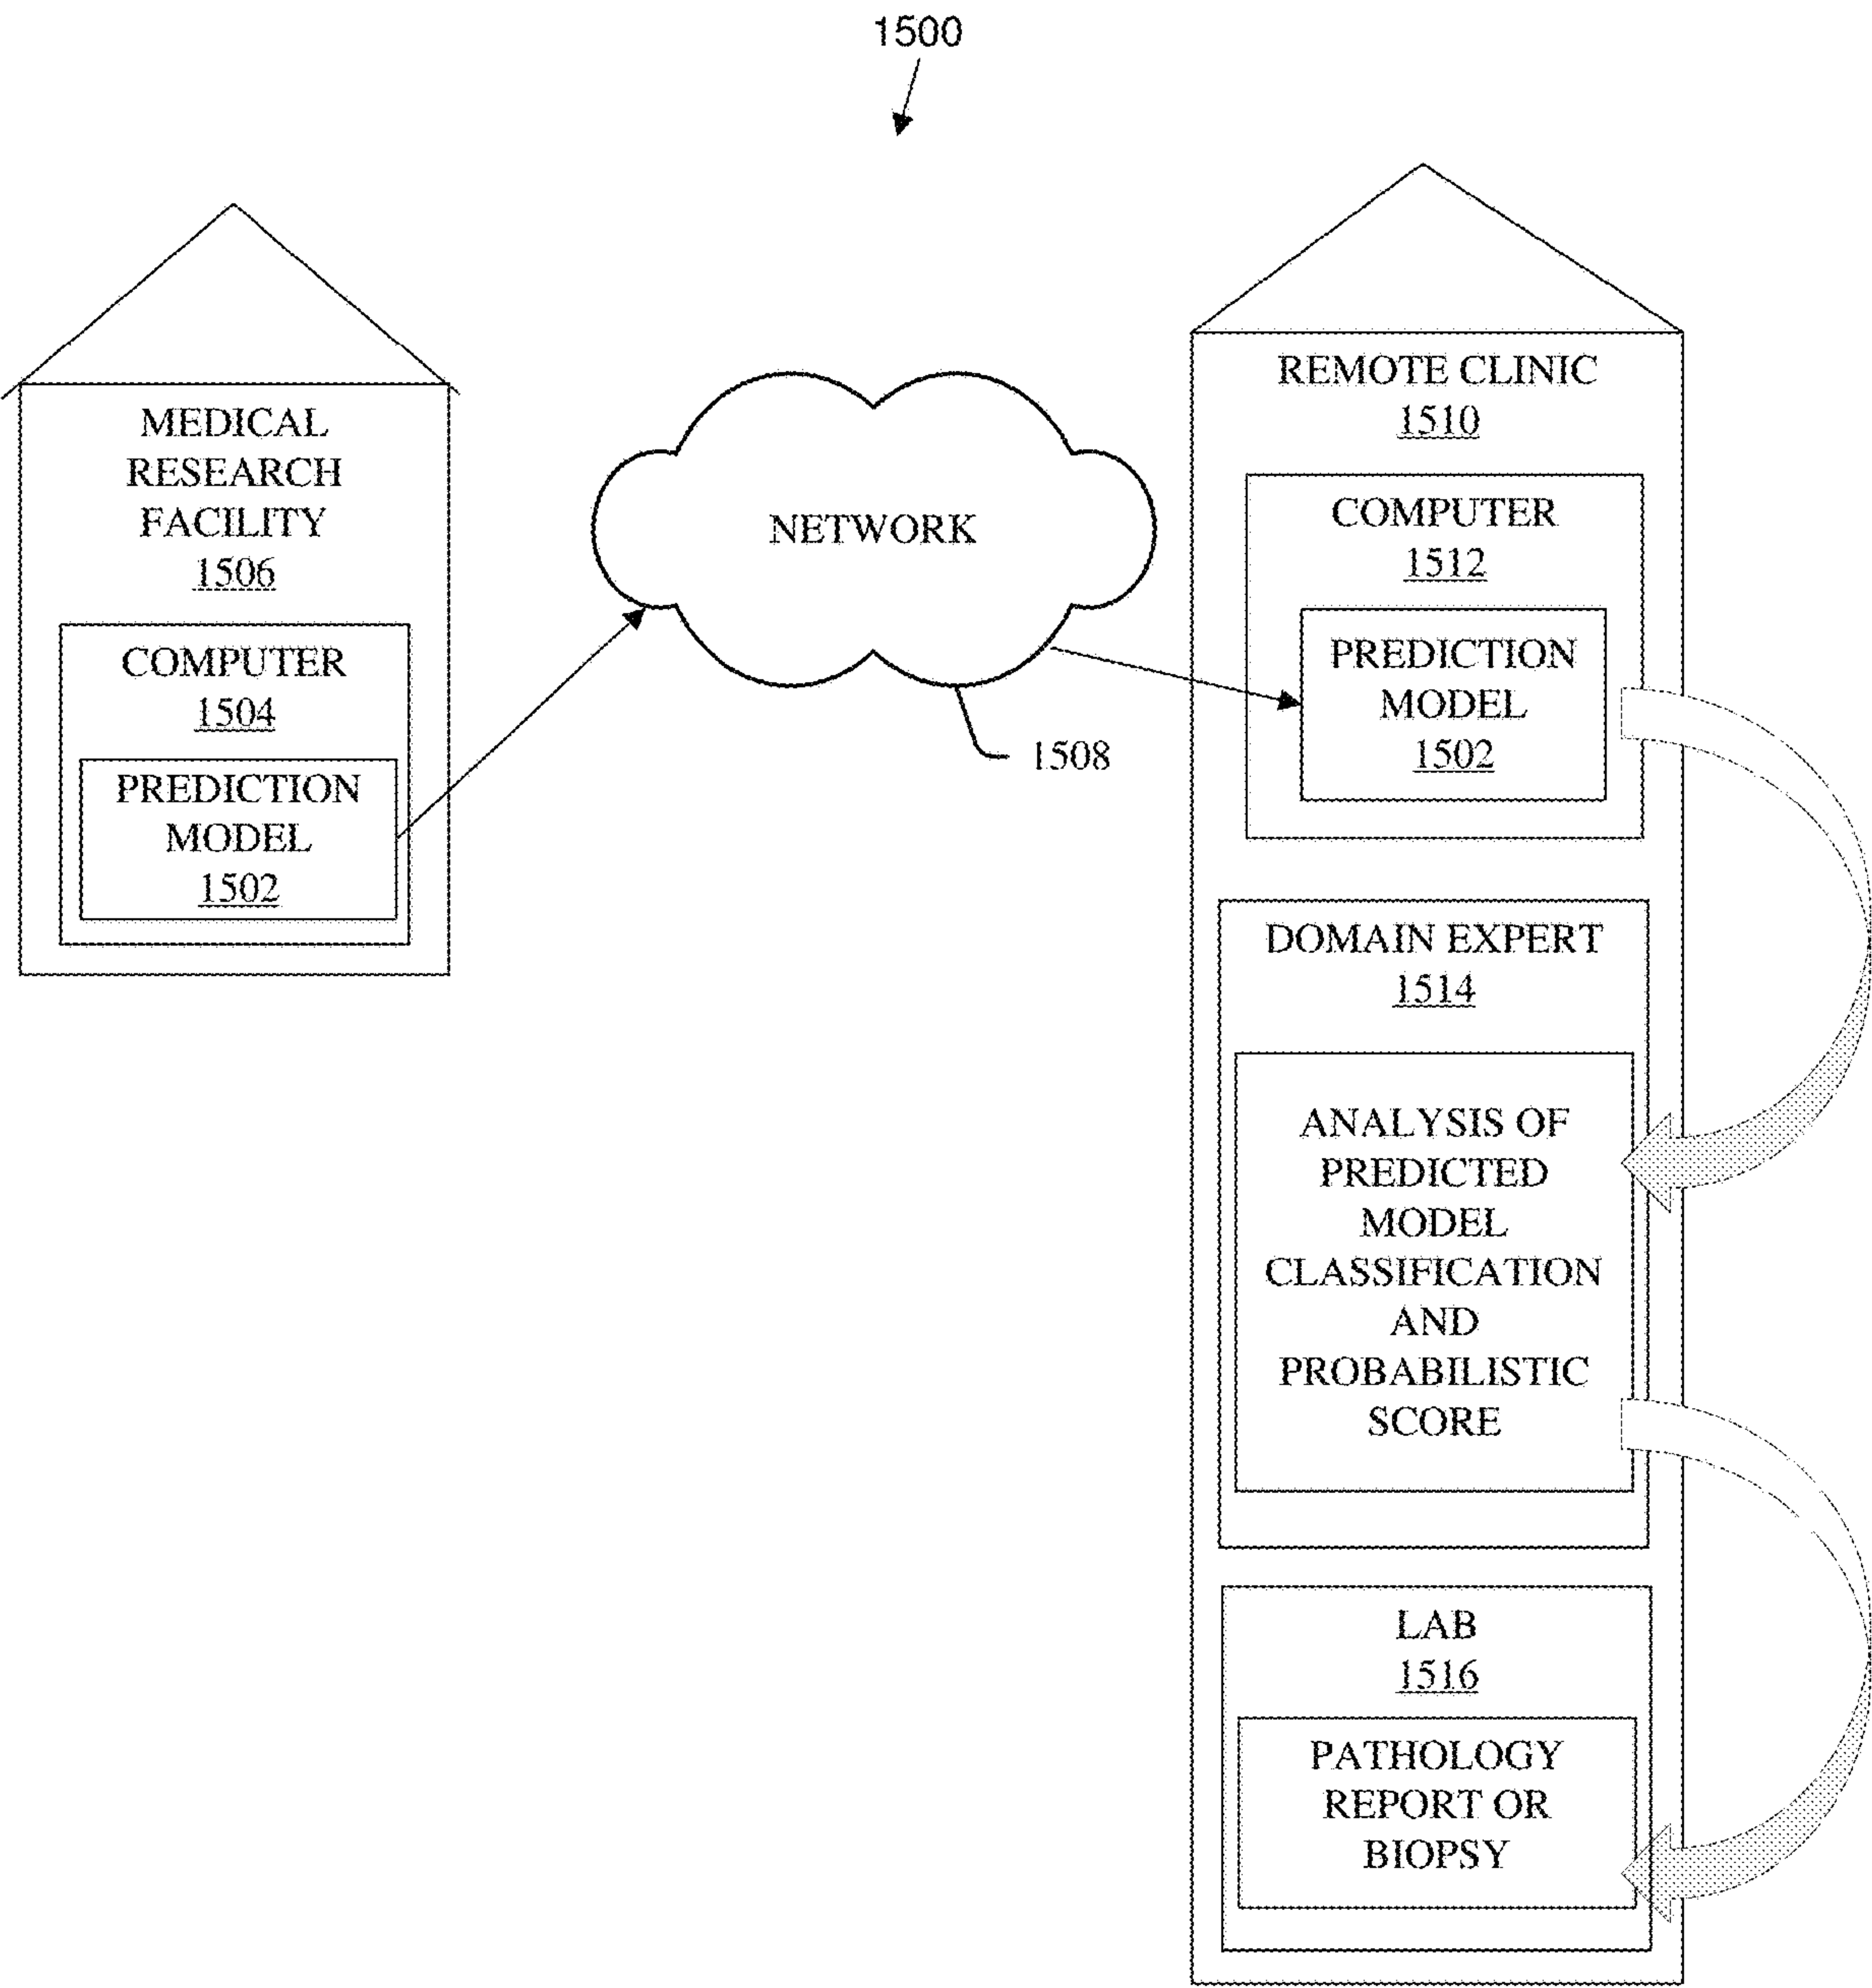 1500
MEDICAL
RESEARCH
FACILITY
1506
COMPUTER
1504
PREDICTION
MODEL
1502
NETWORK
1508
REMOTE CLINIC
1510
COMPUTER
1512
PREDICTION
MODEL
1502
DOMAIN EXPERT
1514
ANALYSIS OF
PREDICTED
MODEL
CLASSIFICATION
AND
PROBABILISTIC
SCORE
LAB
1516
PATHOLOGY
REPORT OR
BIOPSY